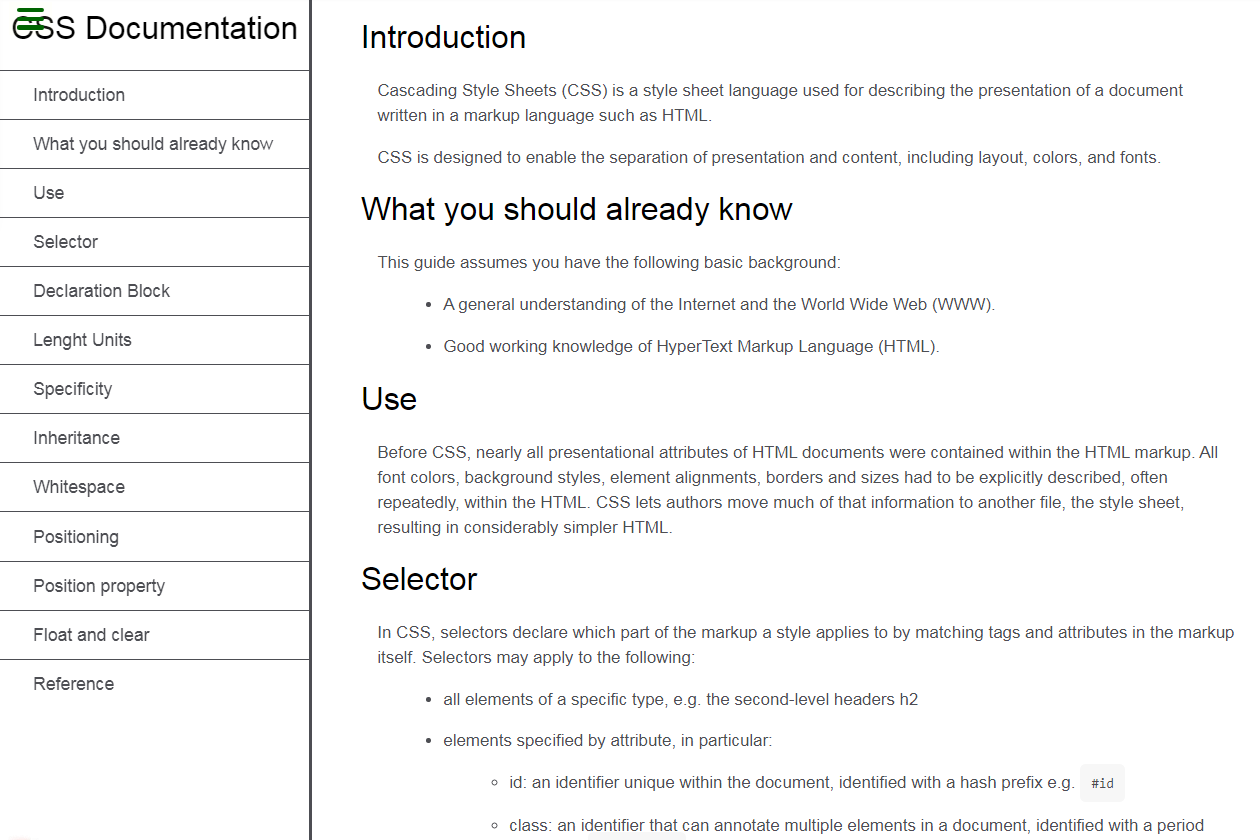 CSS Documentation
Introduction
What you should already know
Use
Selector
Declaration Block
Lenght Units
Specificity
Inheritance
Whitespace
Positioning
Position property
Float and clear
Reference
Introduction
Cascading Style Sheets (CSS) is a style sheet language used for describing the presentation of a document
written in a markup language such as HTML.
CSS is designed to enable the separation of presentation and content, including layout, colors, and fonts.
What you should already know
This guide assumes you have the following basic background:
• A general understanding of the Internet and the World Wide Web (WWW).
• Good working knowledge of HyperText Markup Language (HTML).
Use
Before CSS, nearly all presentational attributes of HTML documents were contained within the HTML markup. All
font colors, background styles, element alignments, borders and sizes had to be explicitly described, often
repeatedly, within the HTML. CSS lets authors move much of that information to another file, the style sheet,
resulting in considerably simpler HTML.
Selector
In CSS, selectors declare which part of the markup a style applies to by matching tags and attributes in the markup
itself. Selectors may apply to the following:
• all elements of a specific type, e.g. the second-level headers h2
• elements specified by attribute, in particular:
◦ id: an identifier unique within the document, identified with a hash prefix e.g. #id
◦ class: an identifier that can annotate multiple elements in a document, identified with a period